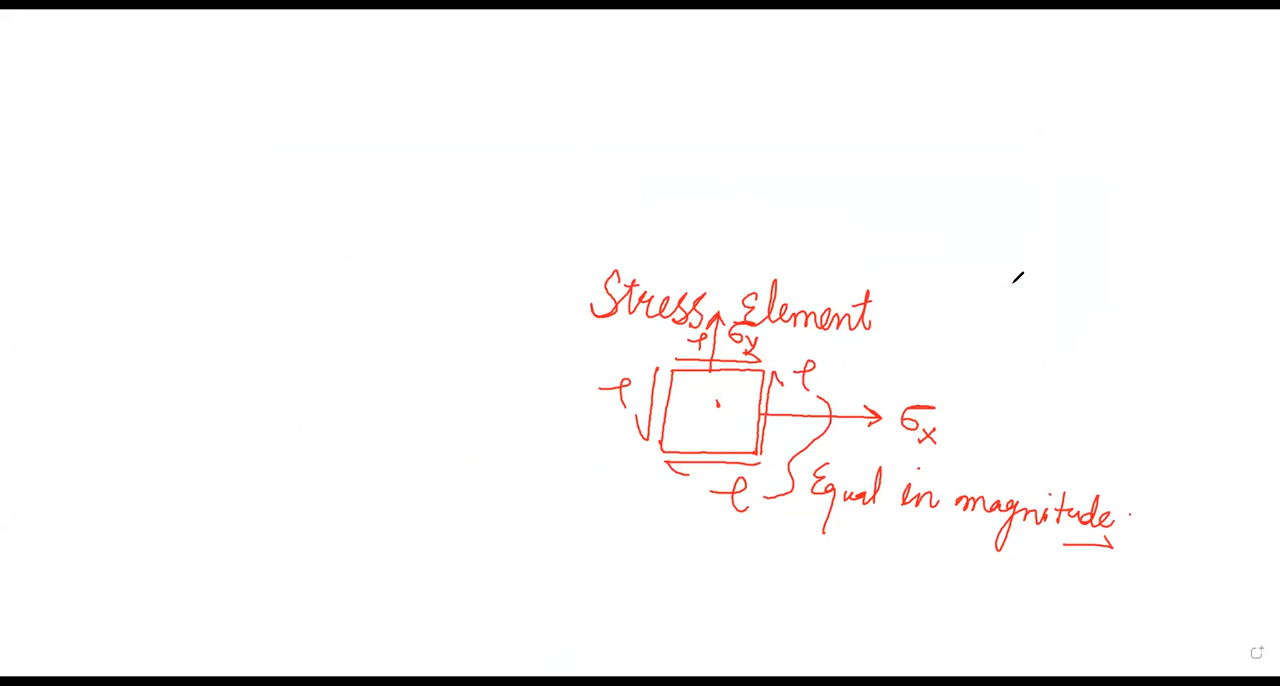 Stress Element
τ σy
τ τ
σx
τ Equal in magnitude.